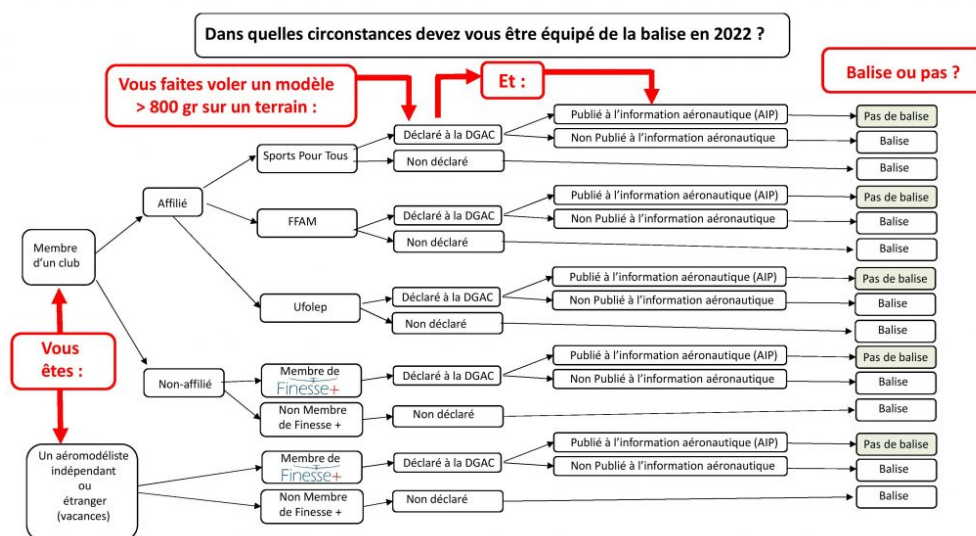 Dans quelles circonstances devez vous être équipé de la balise en 2022 ?
Vous faites voler un modèle
> 800 gr sur un terrain :
Et :
Balise ou pas ?
Publié à l’information aéronautique (AIP)
Pas de balise
Déclaré à la DGAC
Non Publié à l’information aéronautique
Balise
Sports Pour Tous
Non déclaré
Balise
Affilié
Publié à l’information aéronautique (AIP)
Pas de balise
FFAM
Déclaré à la DGAC
Non Publié à l’information aéronautique
Balise
Non déclaré
Balise
Membre
d’un club
Publié à l’information aéronautique (AIP)
Pas de balise
Ufolep
Déclaré à la DGAC
Non Publié à l’information aéronautique
Balise
Non déclaré
Balise
Vous
êtes :
Non-affilié
Membre de
Finesse+
Déclaré à la DGAC
Publié à l’information aéronautique (AIP)
Pas de balise
Non Publié à l’information aéronautique
Balise
Non Membre
de Finesse +
Non déclaré
Balise
Un aéromodéliste
indépendant
ou
étranger
(vacances)
Membre de
Finesse+
Déclaré à la DGAC
Publié à l’information aéronautique (AIP)
Pas de balise
Non Publié à l’information aéronautique
Balise
Non Membre
de Finesse +
Non déclaré
Balise